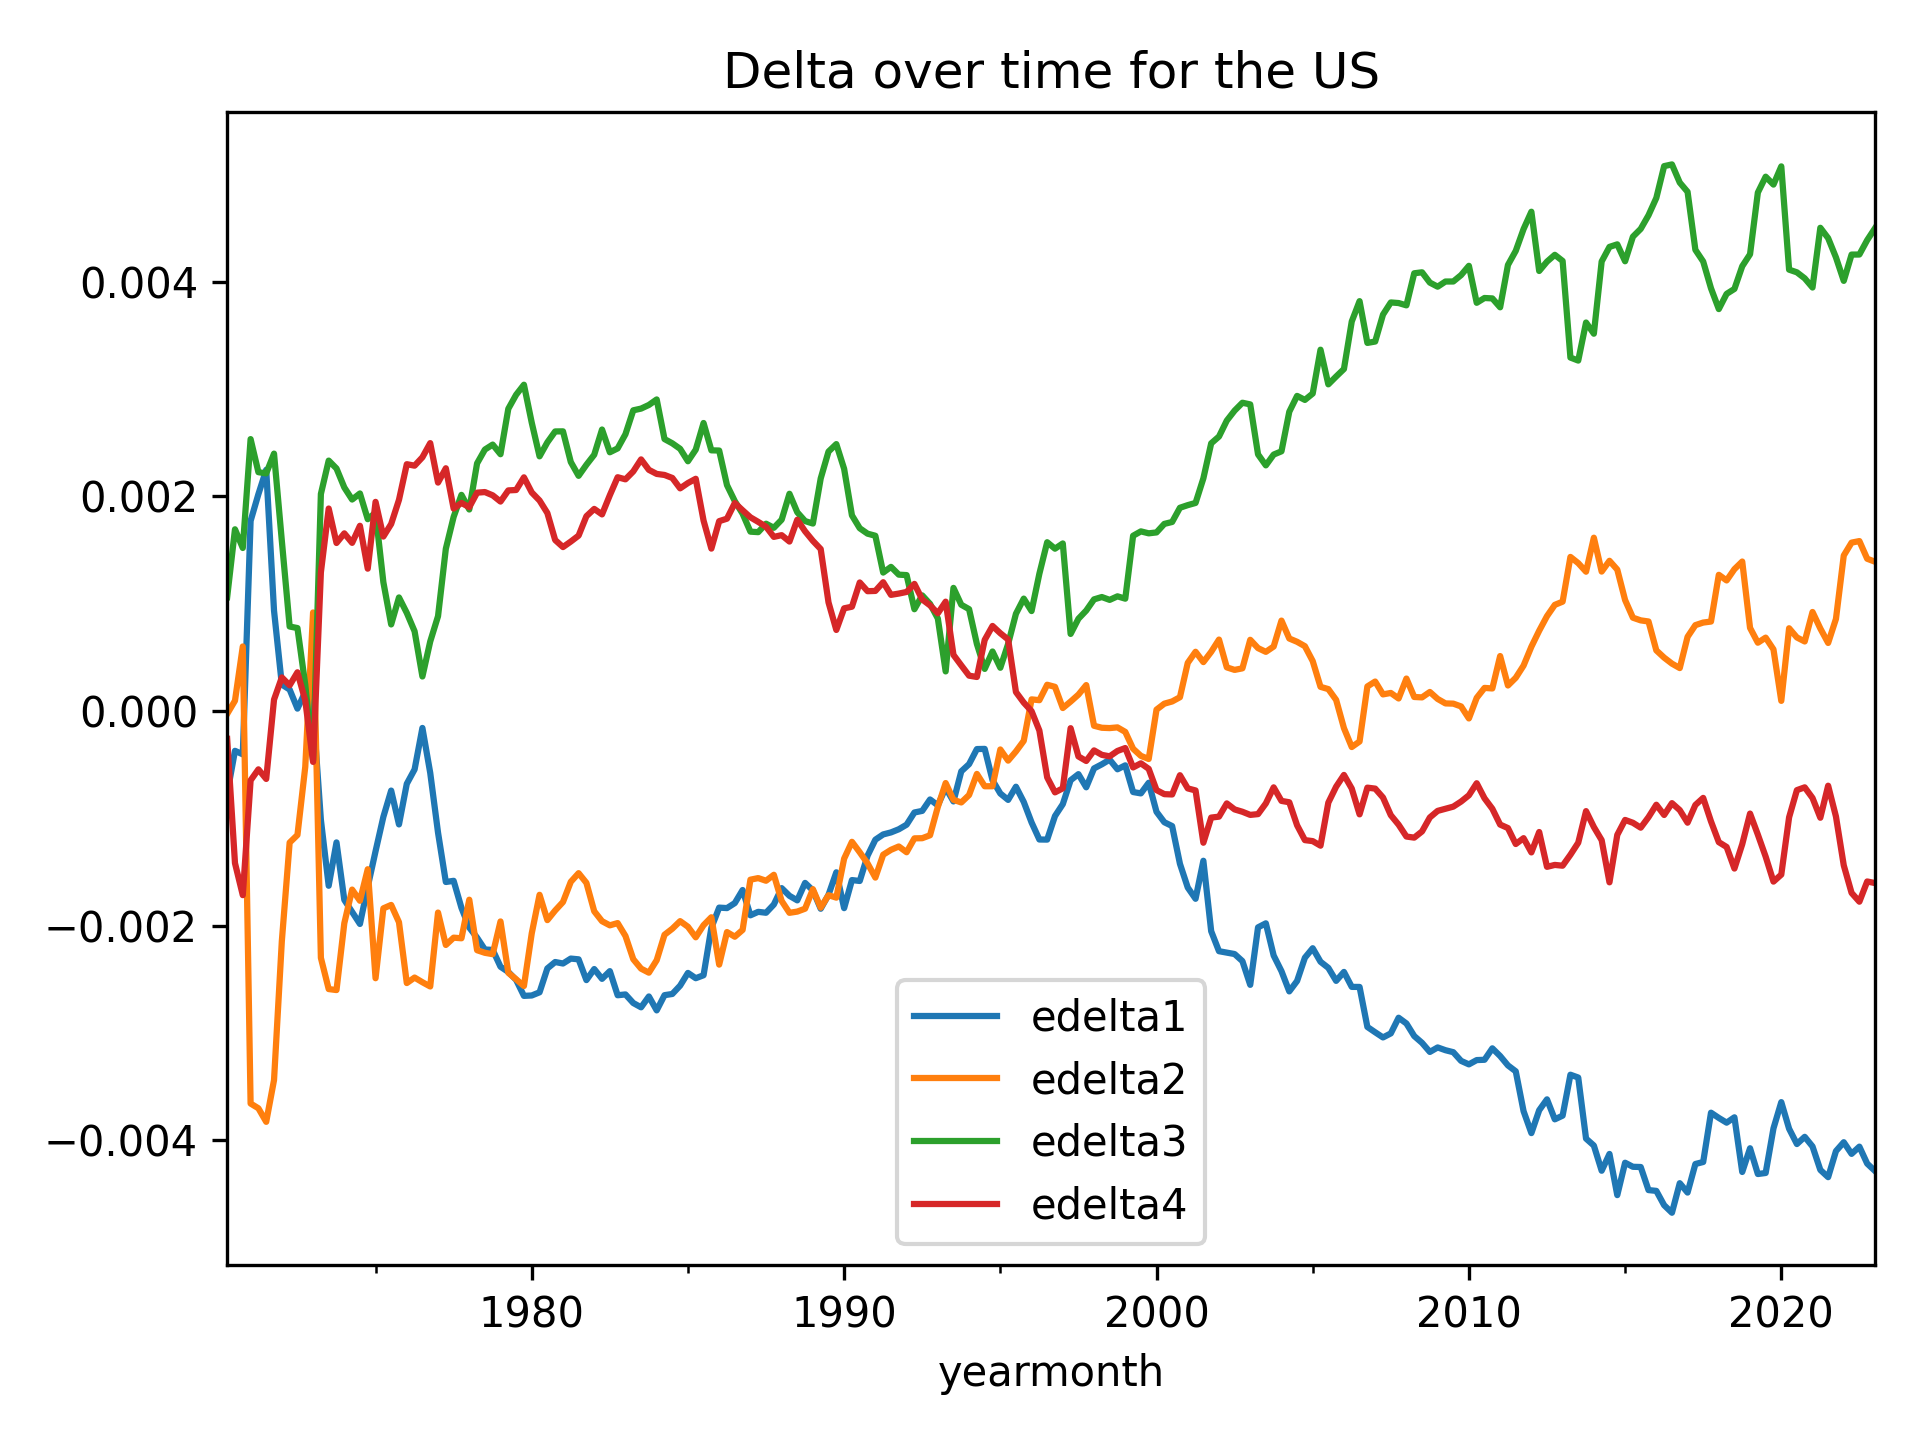 Delta over time for the US
0.004
0.002
0.000
−0.002
−0.004
edelta1
edelta2
edelta3
edelta4
1980 1990 2000 2010 2020
yearmonth